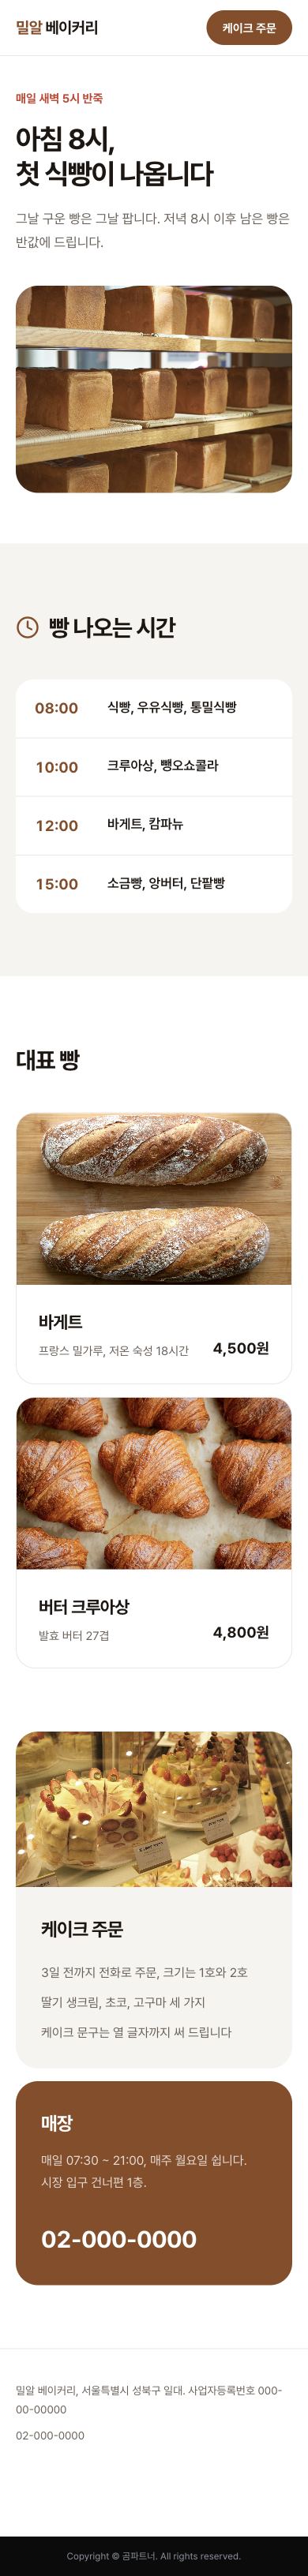 밀알 베이커리
케이크 주문
매일 새벽 5시 반죽
아침 8시,
첫 식빵이 나옵니다
그날 구운 빵은 그날 팝니다. 저녁 8시 이후 남은 빵은
반값에 드립니다.
빵 나오는 시간
08:00 식빵, 우유식빵, 통밀식빵
10:00 크루아상, 뺑오쇼콜라
12:00 바게트, 캄파뉴
15:00 소금빵, 앙버터, 단팥빵
대표 빵
바게트
프랑스 밀가루, 저온 숙성 18시간 4,500원
버터 크루아상
발효 버터 27겹 4,800원
케이크 주문
3일 전까지 전화로 주문, 크기는 1호와 2호
딸기 생크림, 초코, 고구마 세 가지
케이크 문구는 열 글자까지 써 드립니다
매장
매일 07:30 ~ 21:00, 매주 월요일 쉽니다.
시장 입구 건너편 1층.
02-000-0000
밀알 베이커리, 서울특별시 성북구 일대. 사업자등록번호 000-
00-00000
02-000-0000
Copyright © 곰파트너. All rights reserved.